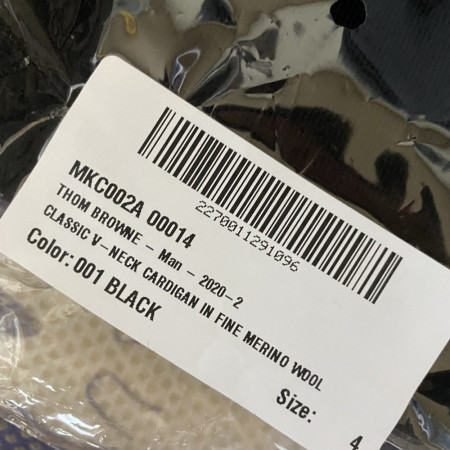 2270011291096
MKC002A 00014
THOM BROWNE - Man - 2020-2
CLASSIC V-NECK CARDIGAN IN FINE MERINO WOOL
Color: 001 BLACK
Size: 4